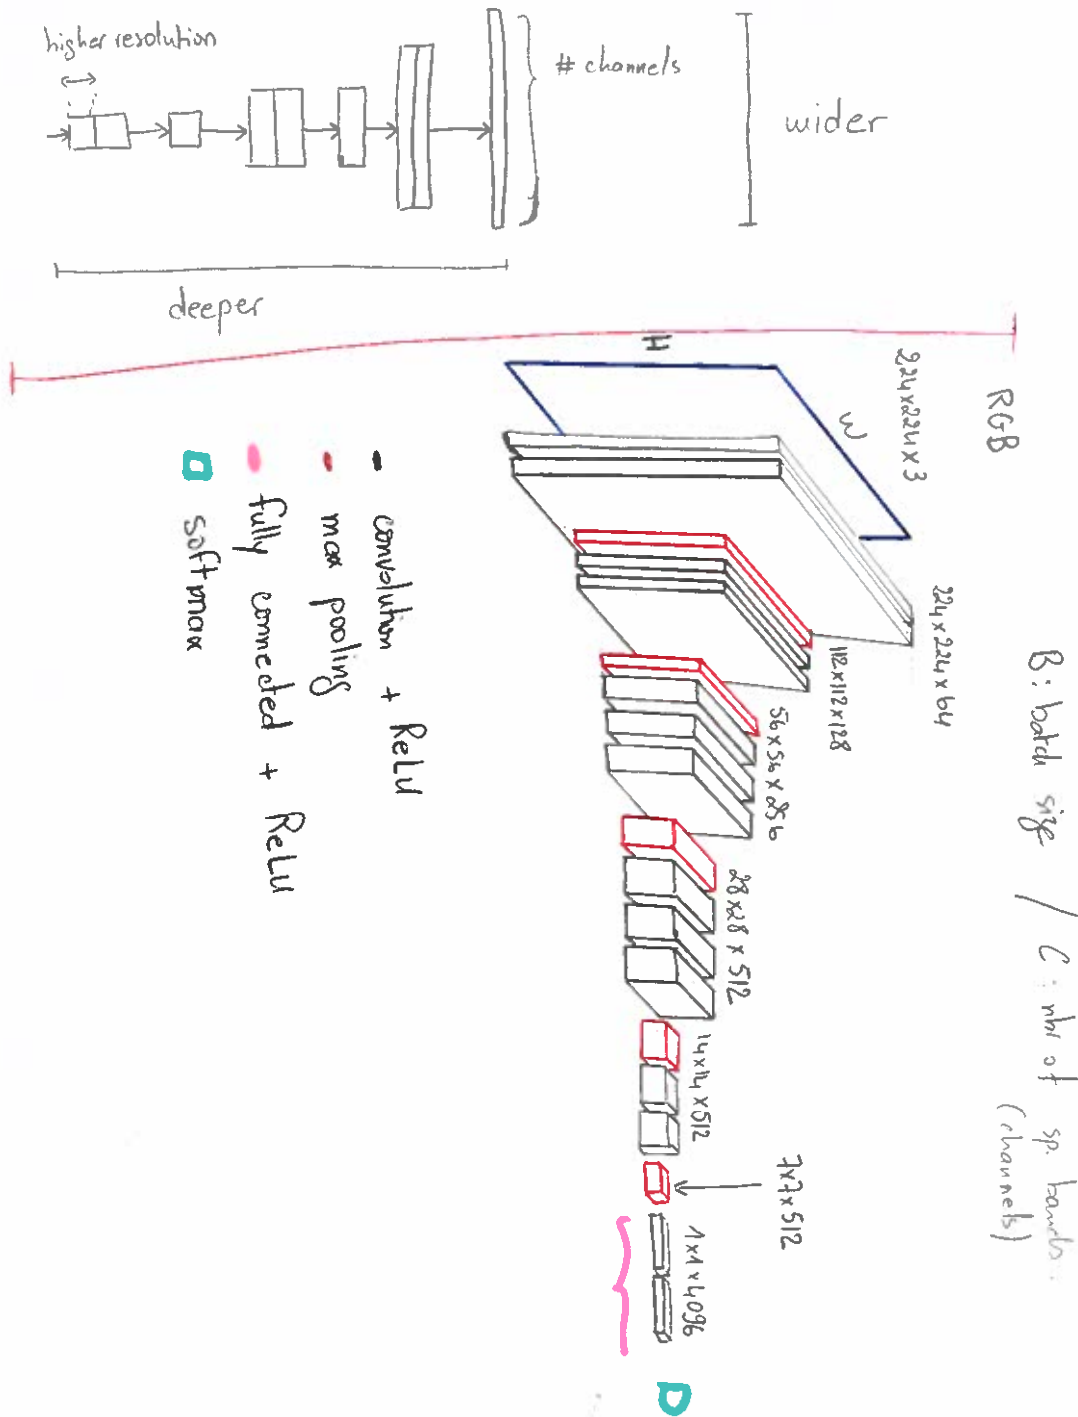 higher resolution
# channels
wider
deeper
RGB
B: batch size / C: nbr of sp. bands
(channels)
H
W
224x224x3
224x224x64
112x112x128
56x56x256
28x28x512
14x14x512
7x7x512
1x1x4096
convolution + ReLU
max pooling
fully connected + ReLU
softmax